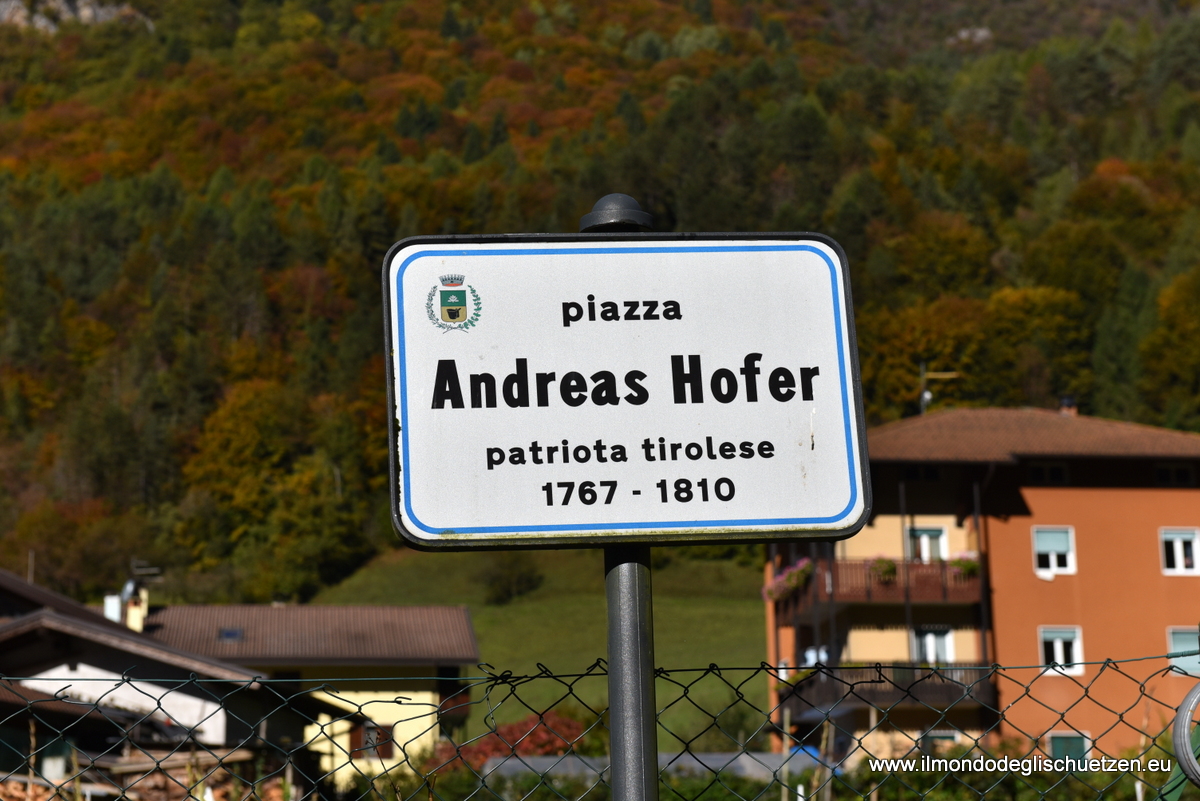 piazza
Andreas Hofer
patriota tirolese
1767 - 1810
www.ilmondodeglischuetzen.eu